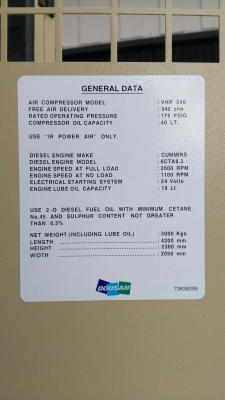 GENERAL DATA
AIR COMPRESSOR MODEL : VHP 540
FREE AIR DELIVERY : 540 cfm
RATED OPERATING PRESSURE : 175 PSIG
COMPRESSOR OIL CAPACITY : 40 LT.
USE "IR POWER AIR" ONLY.
DIESEL ENGINE MAKE : CUMMINS
DIESEL ENGINE MODEL : 6CTA8.3
ENGINE SPEED AT FULL LOAD : 2000 RPM
ENGINE SPEED AT NO LOAD : 1100 RPM
ELECTRICAL STARTING SYSTEM : 24 Volts
ENGINE LUBE OIL CAPACITY : 19 Lt
USE 2-D DIESEL FUEL OIL WITH MINIMUM CETANE
No.45 AND SULPHUR CONTENT NOT GREATER
THAN 0.5%
NET WEIGHT (INCLUDING LUBE OIL) : 3000 Kgs
LENGTH : 4200 mm
HEIGHT : 2300 mm
WIDTH : 2050 mm
DOOSAN
70838099